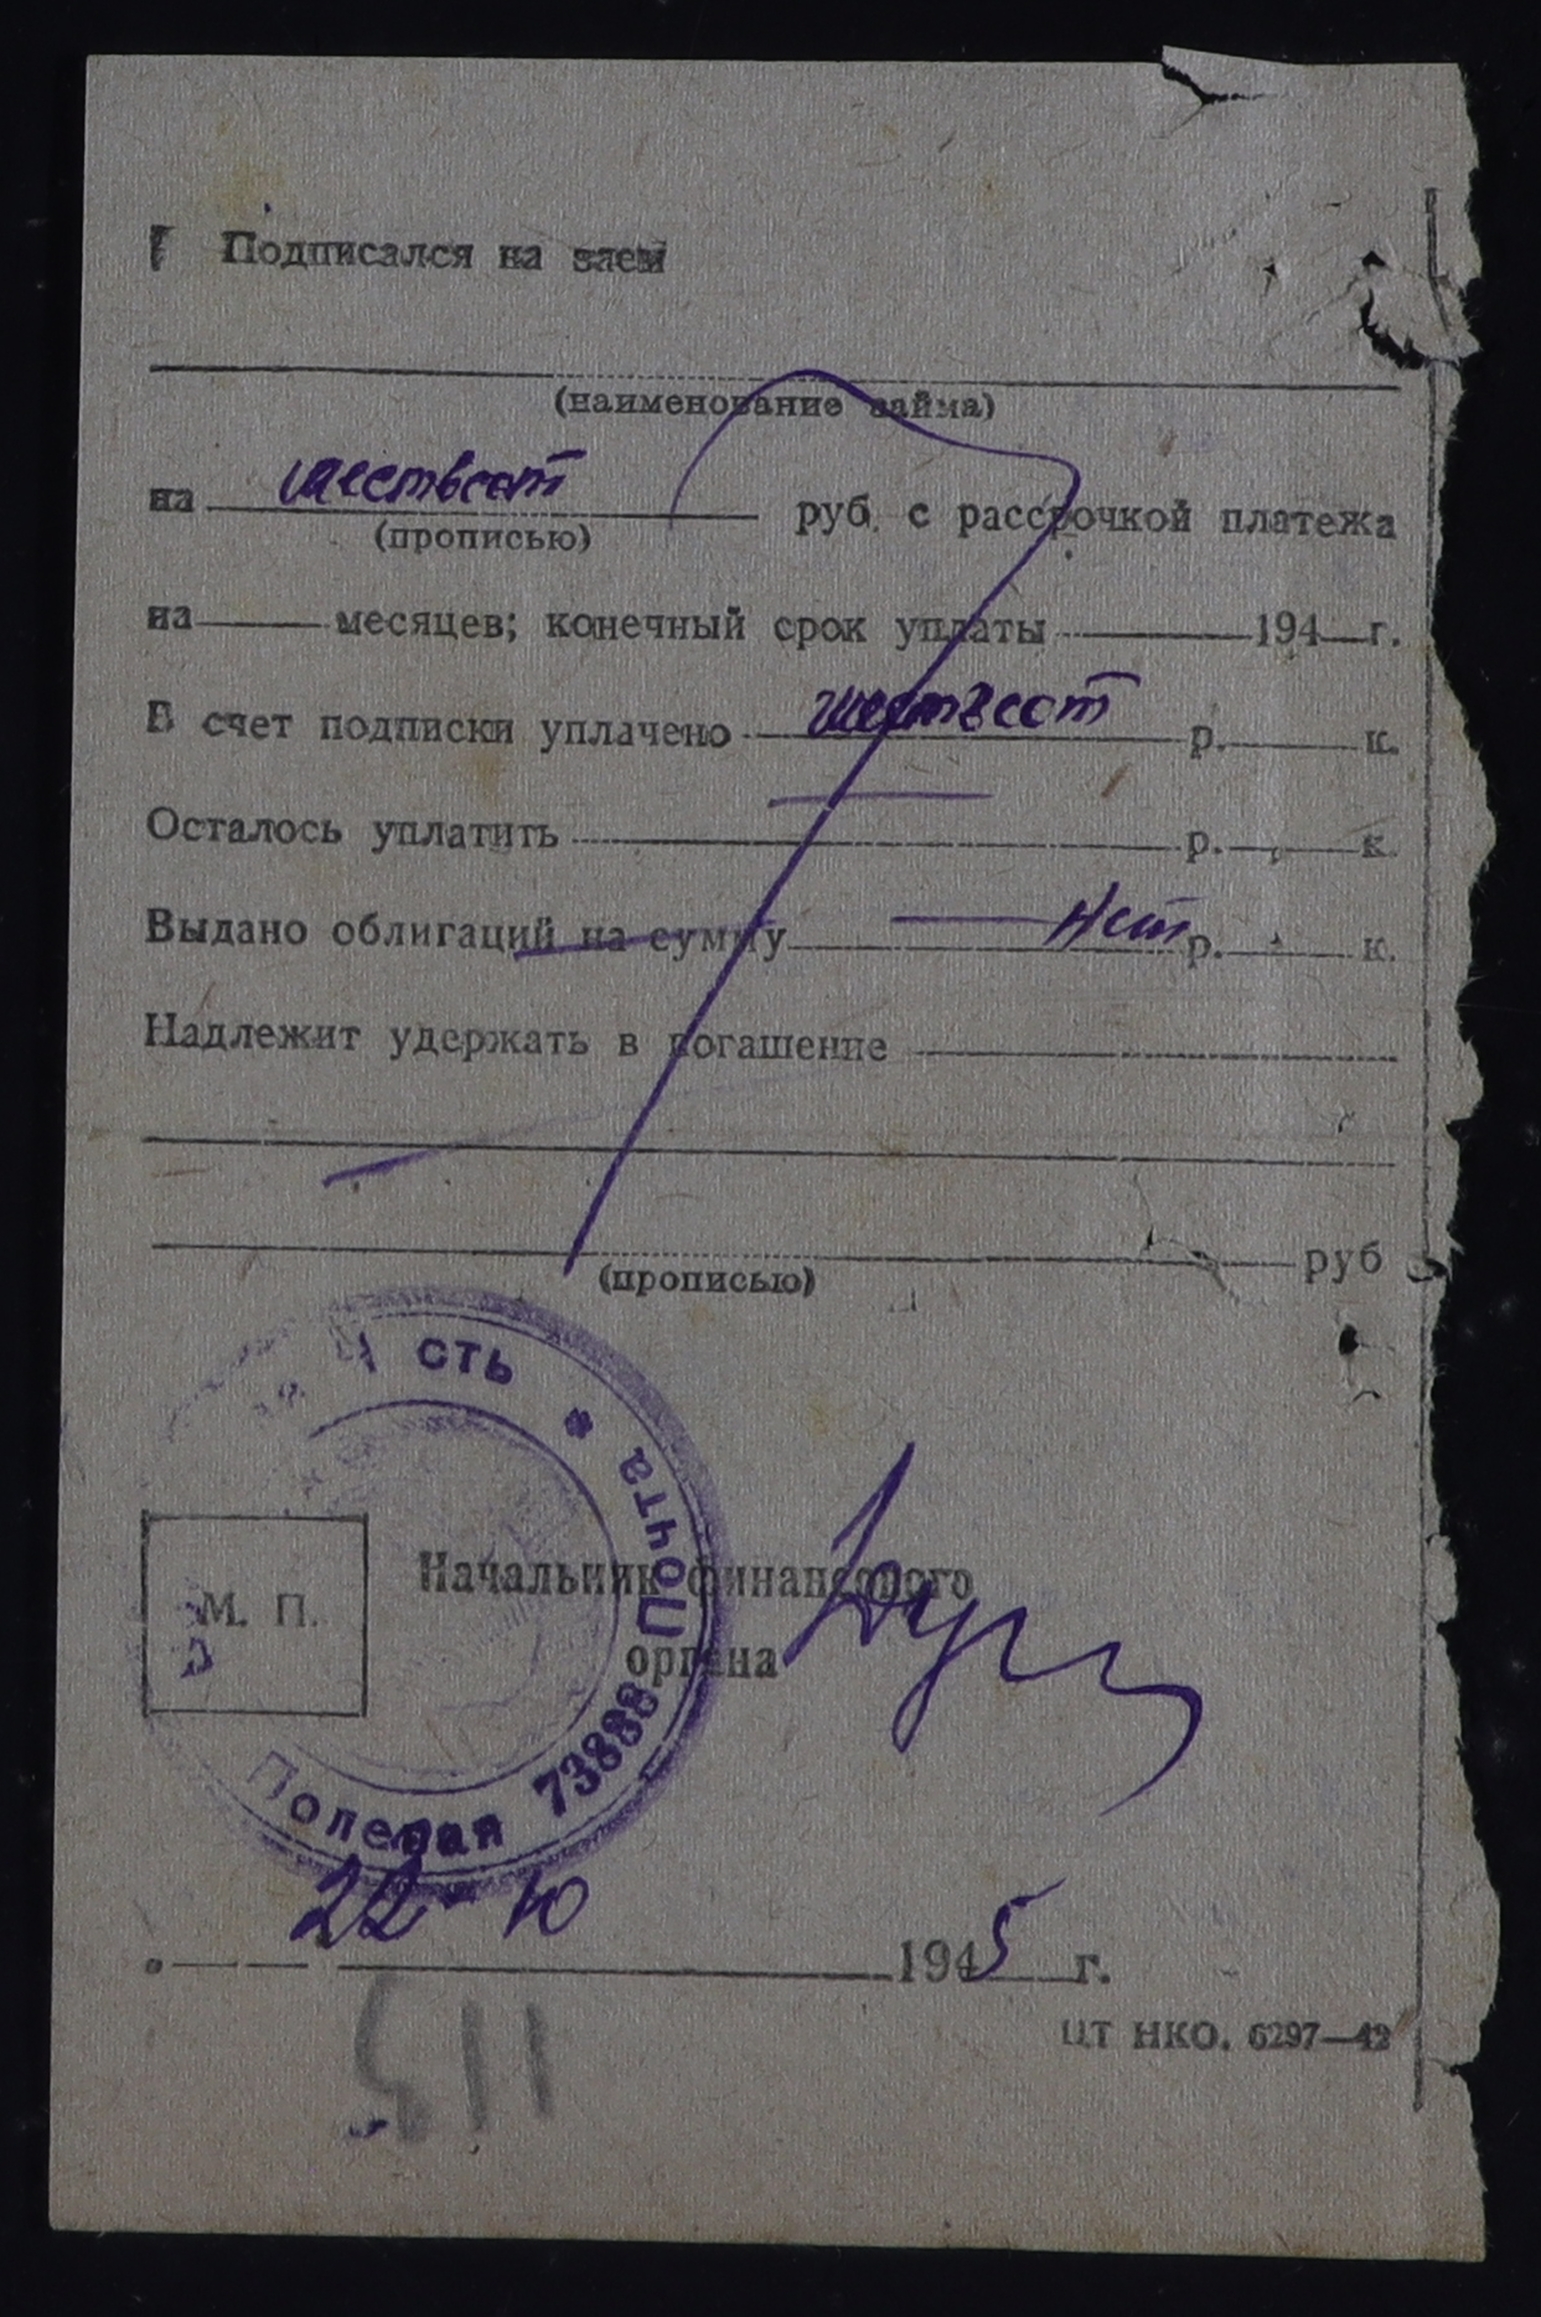 Подписался на заем
(наименование займа)
на шестьсот руб. с рассрочкой платежа
(прописью)
на месяцев; конечный срок уплаты 194 г.
В счет подписки уплачено шестьсот р. к.
Осталось уплатить — р. к.
Выдано облигаций на сумму — нет р. к.
Надлежит удержать в погашение
руб
(прописью)
сть * Почта
Полевая 73888
М. П.
Начальник финансового
органа
22-10 1945 г.
ЦТ НКО. 6297—42
511